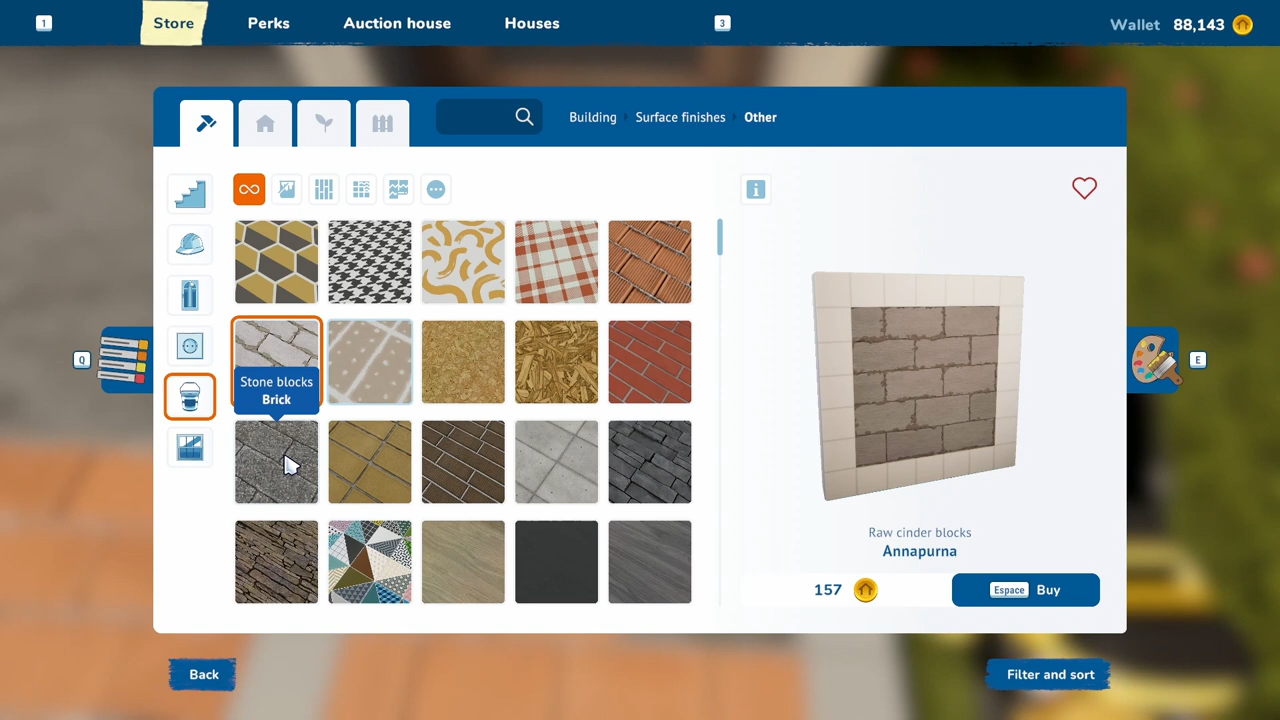 1
Store
Perks
Auction house
Houses
3
Wallet 88,143
Building
Surface finishes
Other
Q
E
Stone blocks
Brick
Raw cinder blocks
Annapurna
157
Espace Buy
Back
Filter and sort